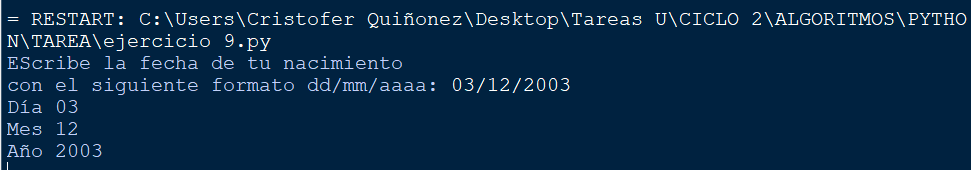 = RESTART: C:\Users\Cristofer Quiñonez\Desktop\Tareas U\CICLO 2\ALGORITMOS\PYTHO
N\TAREA\ejercicio 9.py
EScribe la fecha de tu nacimiento
con el siguiente formato dd/mm/aaaa: 03/12/2003
Día 03
Mes 12
Año 2003